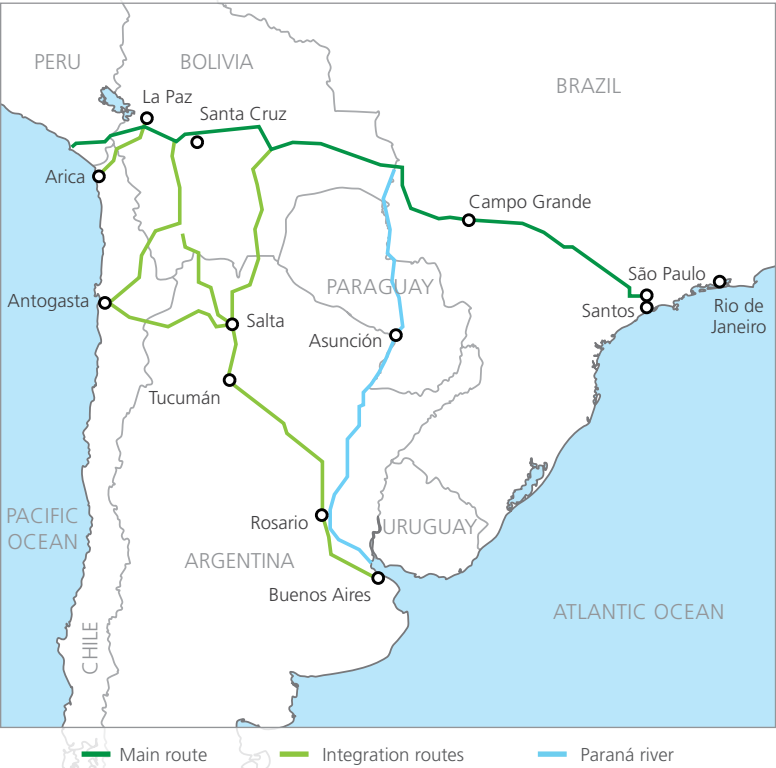 PERU
BOLIVIA
BRAZIL
La Paz
Santa Cruz
Arica
Campo Grande
São Paulo
PARAGUAY
Antogasta
Santos
Rio de
Janeiro
Salta
Asunción
Tucumán
PACIFIC
OCEAN
Rosario
URUGUAY
ARGENTINA
Buenos Aires
ATLANTIC OCEAN
CHILE
Main route
Integration routes
Paraná river